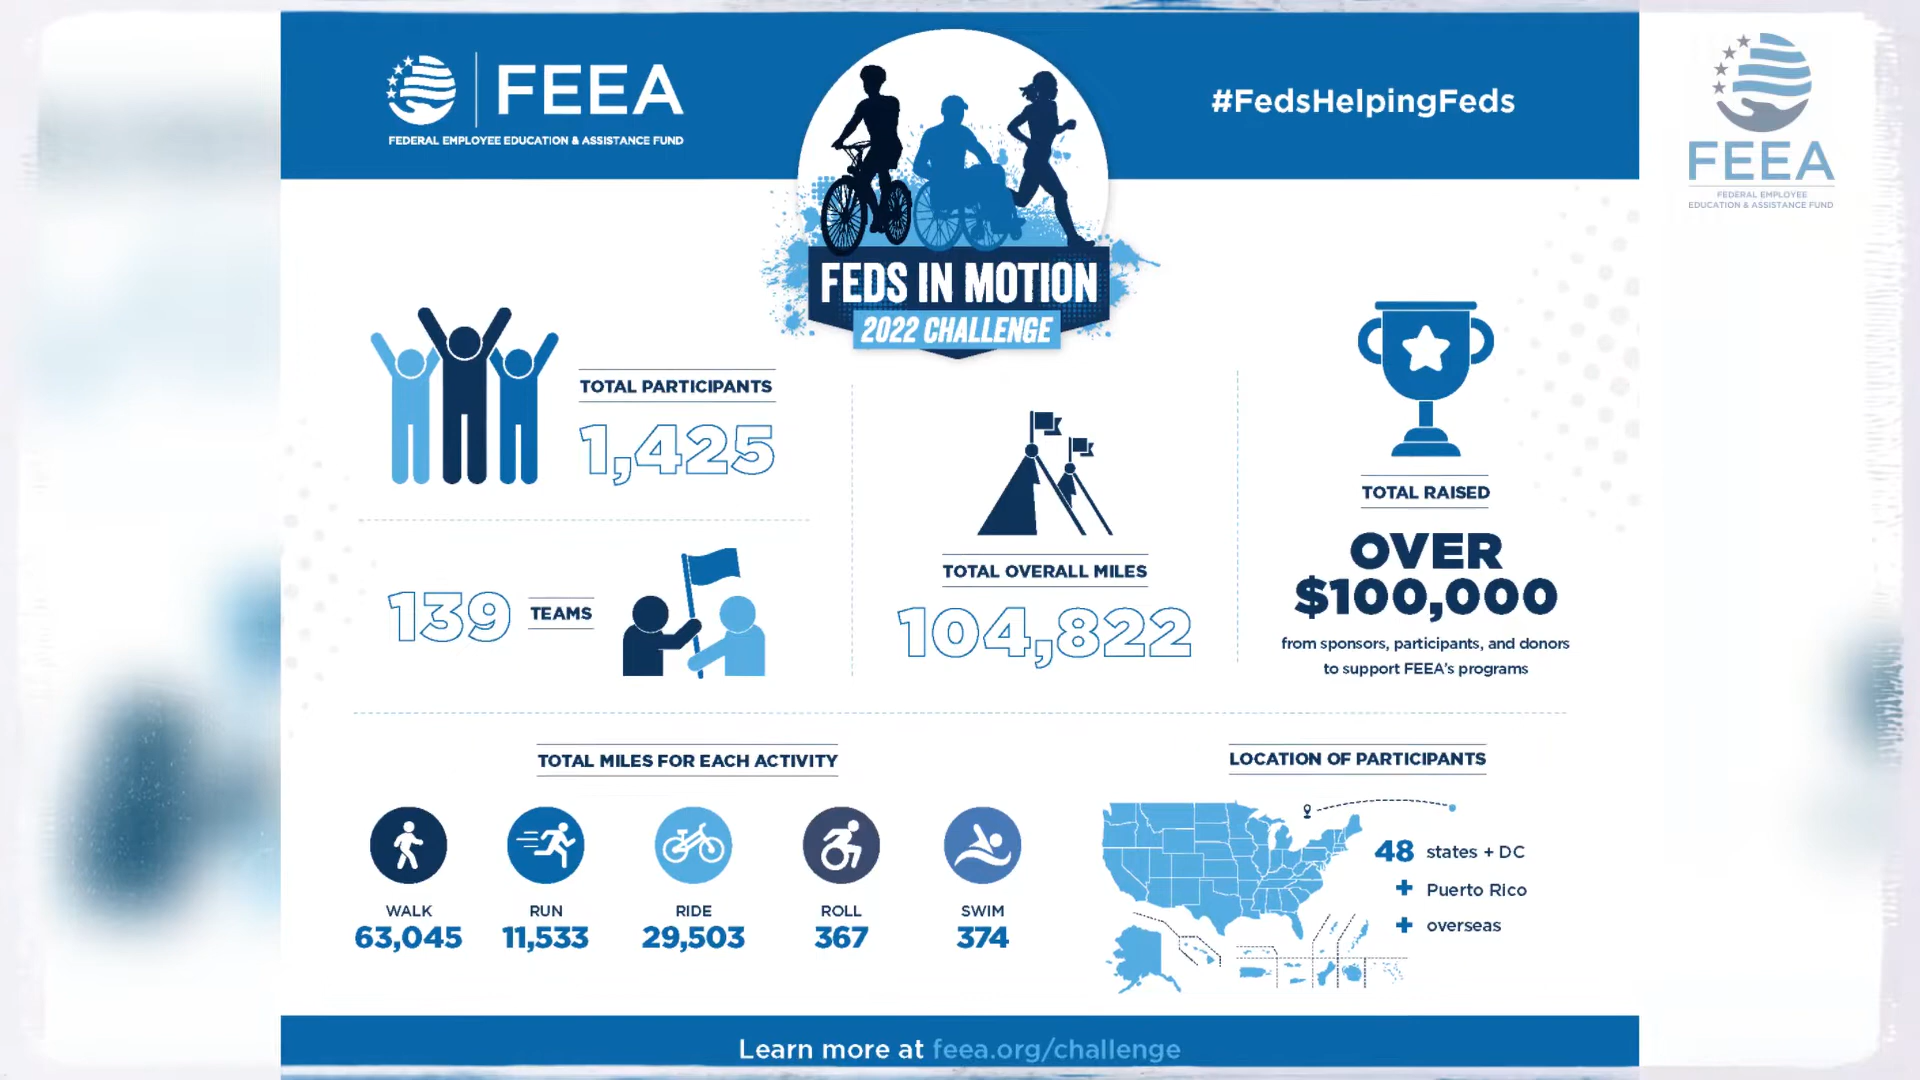 FEEA
FEDERAL EMPLOYEE EDUCATION & ASSISTANCE FUND
#FedsHelpingFeds
FEEA
FEDERAL EMPLOYEE
EDUCATION & ASSISTANCE FUND
FEDS IN MOTION
2022 CHALLENGE
TOTAL PARTICIPANTS
1,425
139 TEAMS
TOTAL OVERALL MILES
104,822
TOTAL RAISED
OVER
$100,000
from sponsors, participants, and donors
to support FEEA's programs
TOTAL MILES FOR EACH ACTIVITY
WALK
63,045
RUN
11,533
RIDE
29,503
ROLL
367
SWIM
374
LOCATION OF PARTICIPANTS
48 states + DC
+ Puerto Rico
+ overseas
Learn more at feea.org/challenge